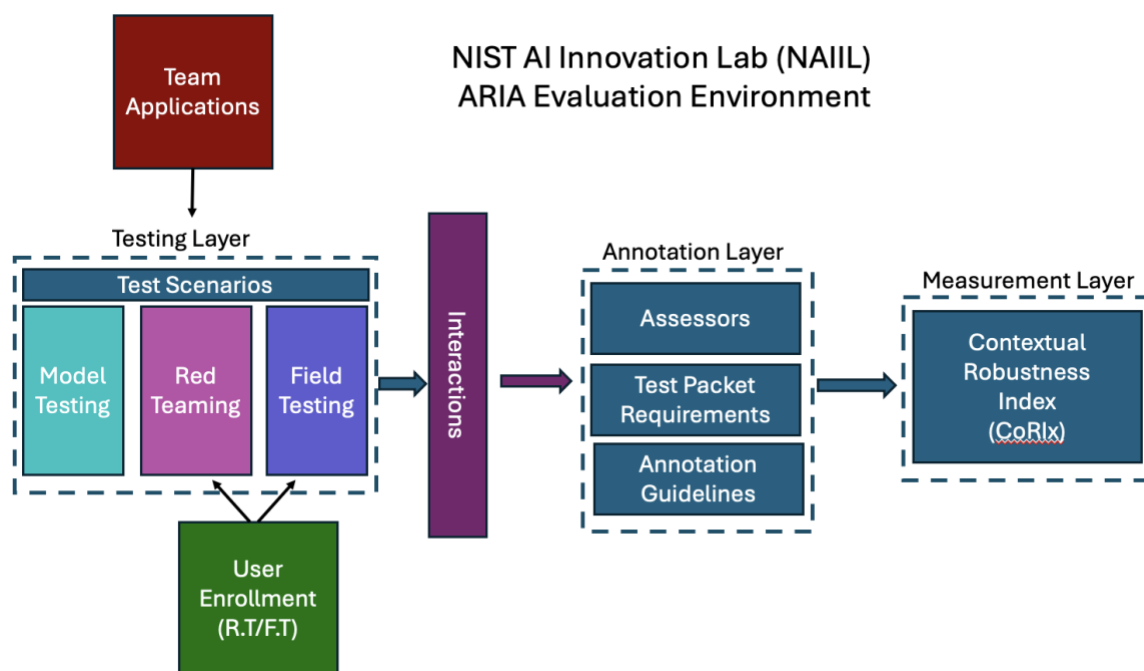 NIST AI Innovation Lab (NAIIL)
ARIA Evaluation Environment
Team
Applications
Testing Layer
Test Scenarios
Model
Testing
Red
Teaming
Field
Testing
User
Enrollment
(R.T/F.T)
Interactions
Annotation Layer
Assessors
Test Packet
Requirements
Annotation
Guidelines
Measurement Layer
Contextual
Robustness
Index
(CoRIx)